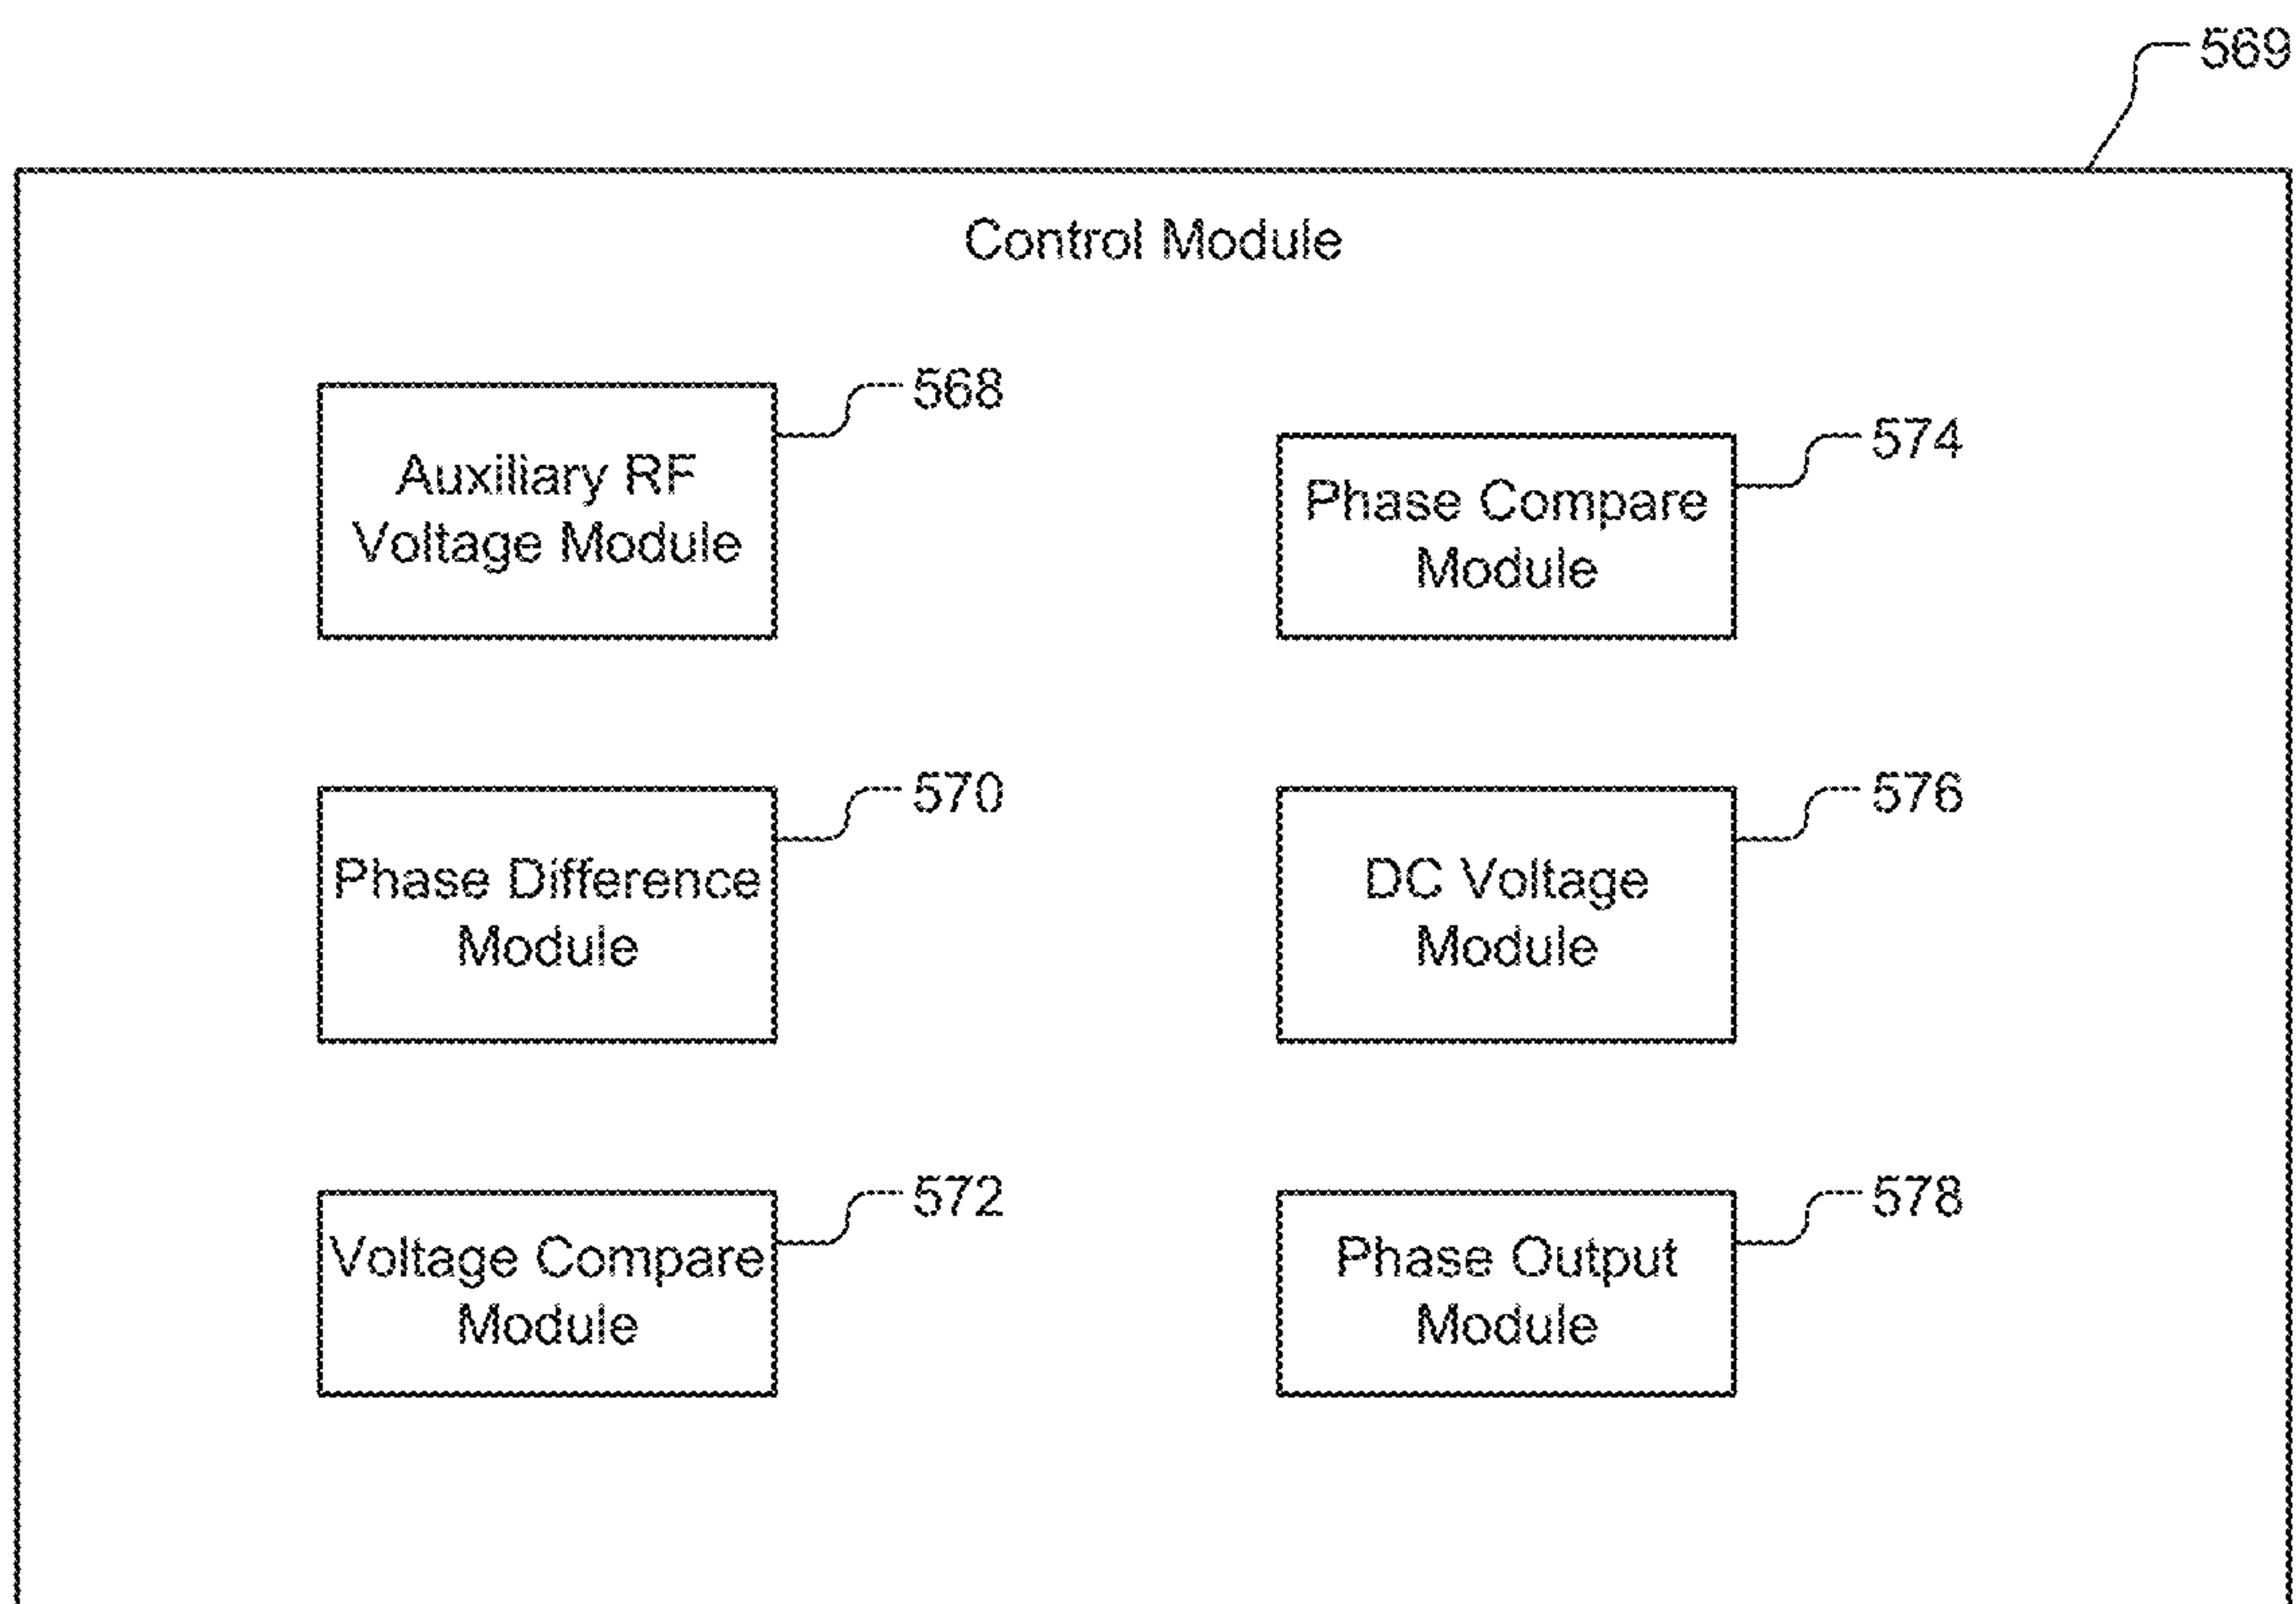 569
Control Module
568
Auxiliary RF
Voltage Module
574
Phase Compare
Module
570
Phase Difference
Module
576
DC Voltage
Module
572
Voltage Compare
Module
578
Phase Output
Module